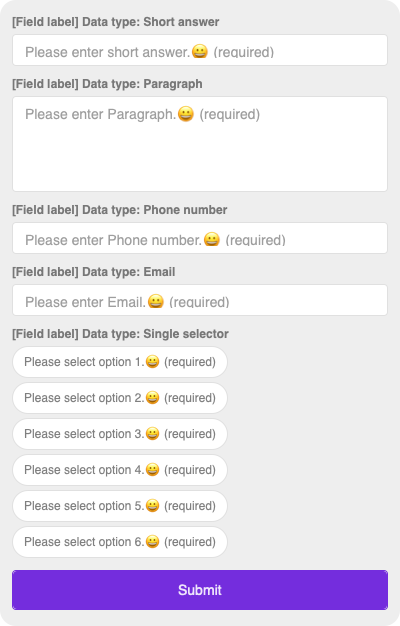 [Field label] Data type: Short answer
Please enter short answer.😀 (required)
[Field label] Data type: Paragraph
Please enter Paragraph.😀 (required)
[Field label] Data type: Phone number
Please enter Phone number.😀 (required)
[Field label] Data type: Email
Please enter Email.😀 (required)
[Field label] Data type: Single selector
Please select option 1.😀 (required)
Please select option 2.😀 (required)
Please select option 3.😀 (required)
Please select option 4.😀 (required)
Please select option 5.😀 (required)
Please select option 6.😀 (required)
Submit